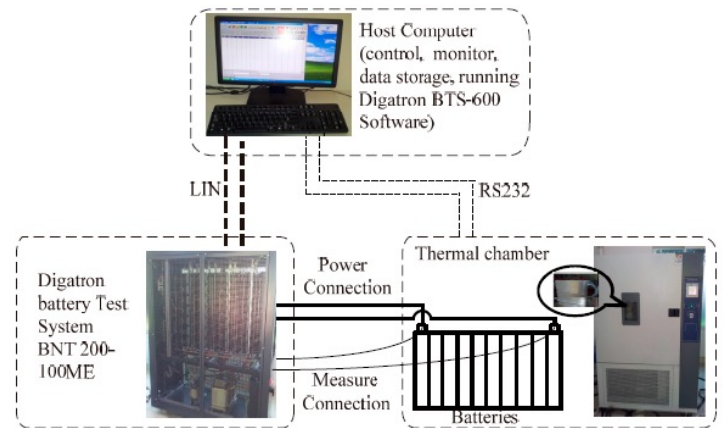 Host Computer
(control, monitor,
data storage, running
Digatron BTS-600
Software)
LIN
RS232
Digatron
battery Test
System
BNT 200-
100ME
Power
Connection
Measure
Connection
Thermal chamber
Batteries